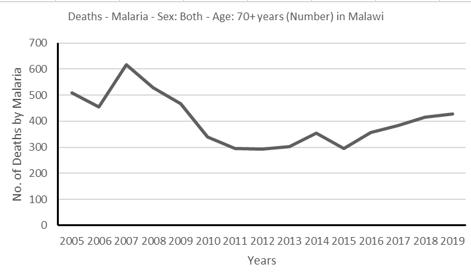 Deaths - Malaria - Sex: Both - Age: 70+ years (Number) in Malawi
700
600
500
400
300
200
100
0
No. of Deaths by Malaria
2005 2006 2007 2008 2009 2010 2011 2012 2013 2014 2015 2016 2017 2018 2019
Years